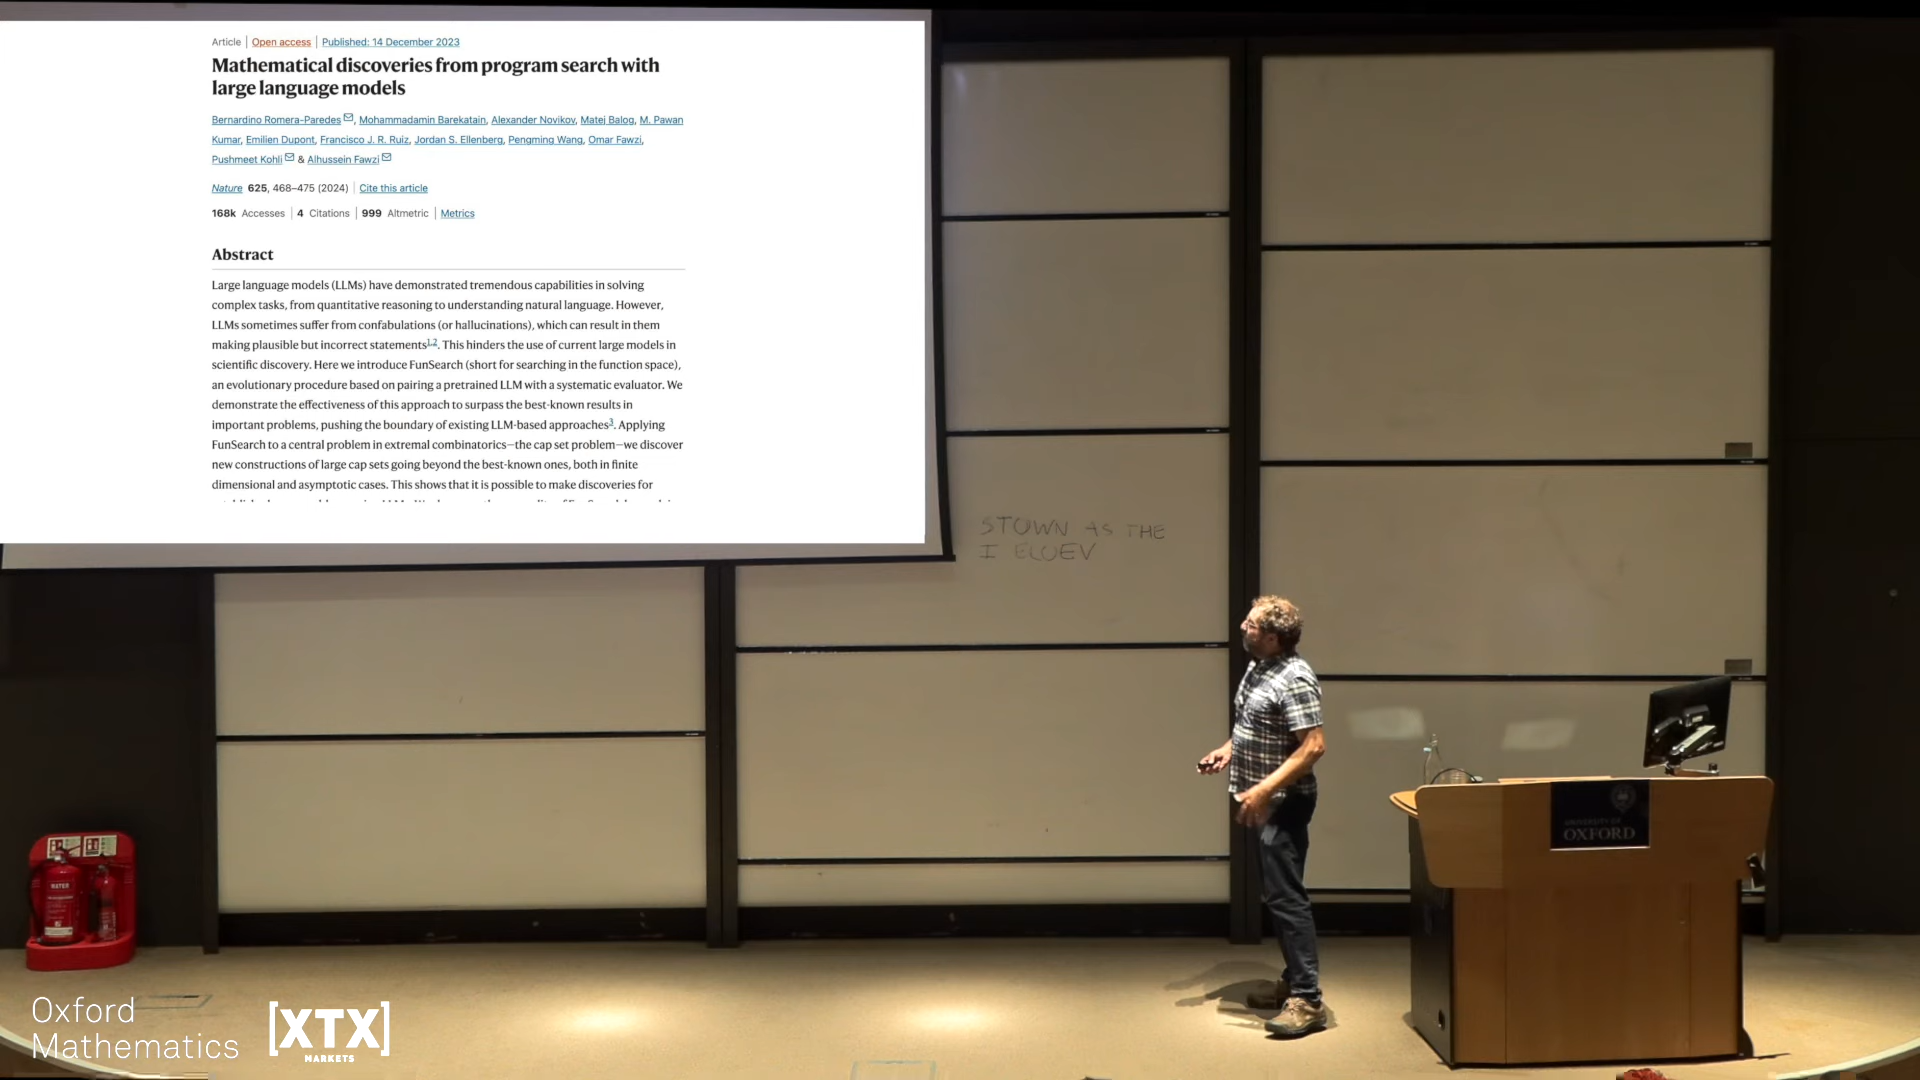 Article | Open access | Published: 14 December 2023
Mathematical discoveries from program search with
large language models
Bernardino Romera-Paredes, Mohammadamin Barekatain, Alexander Novikov, Matej Balog, M. Pawan
Kumar, Emilien Dupont, Francisco J. R. Ruiz, Jordan S. Ellenberg, Pengming Wang, Omar Fawzi,
Pushmeet Kohli & Alhussein Fawzi
Nature 625, 468–475 (2024) | Cite this article
168k Accesses | 4 Citations | 999 Altmetric | Metrics
Abstract
Large language models (LLMs) have demonstrated tremendous capabilities in solving
complex tasks, from quantitative reasoning to understanding natural language. However,
LLMs sometimes suffer from confabulations (or hallucinations), which can result in them
making plausible but incorrect statements1,2. This hinders the use of current large models in
scientific discovery. Here we introduce FunSearch (short for searching in the function space),
an evolutionary procedure based on pairing a pretrained LLM with a systematic evaluator. We
demonstrate the effectiveness of this approach to surpass the best-known results in
important problems, pushing the boundary of existing LLM-based approaches3. Applying
FunSearch to a central problem in extremal combinatorics—the cap set problem—we discover
new constructions of large cap sets going beyond the best-known ones, both in finite
dimensional and asymptotic cases. This shows that it is possible to make discoveries for
STOWN AS THE
I ELOEV
UNIVERSITY OF
OXFORD
WATER
Oxford
Mathematics
[XTX]
MARKETS